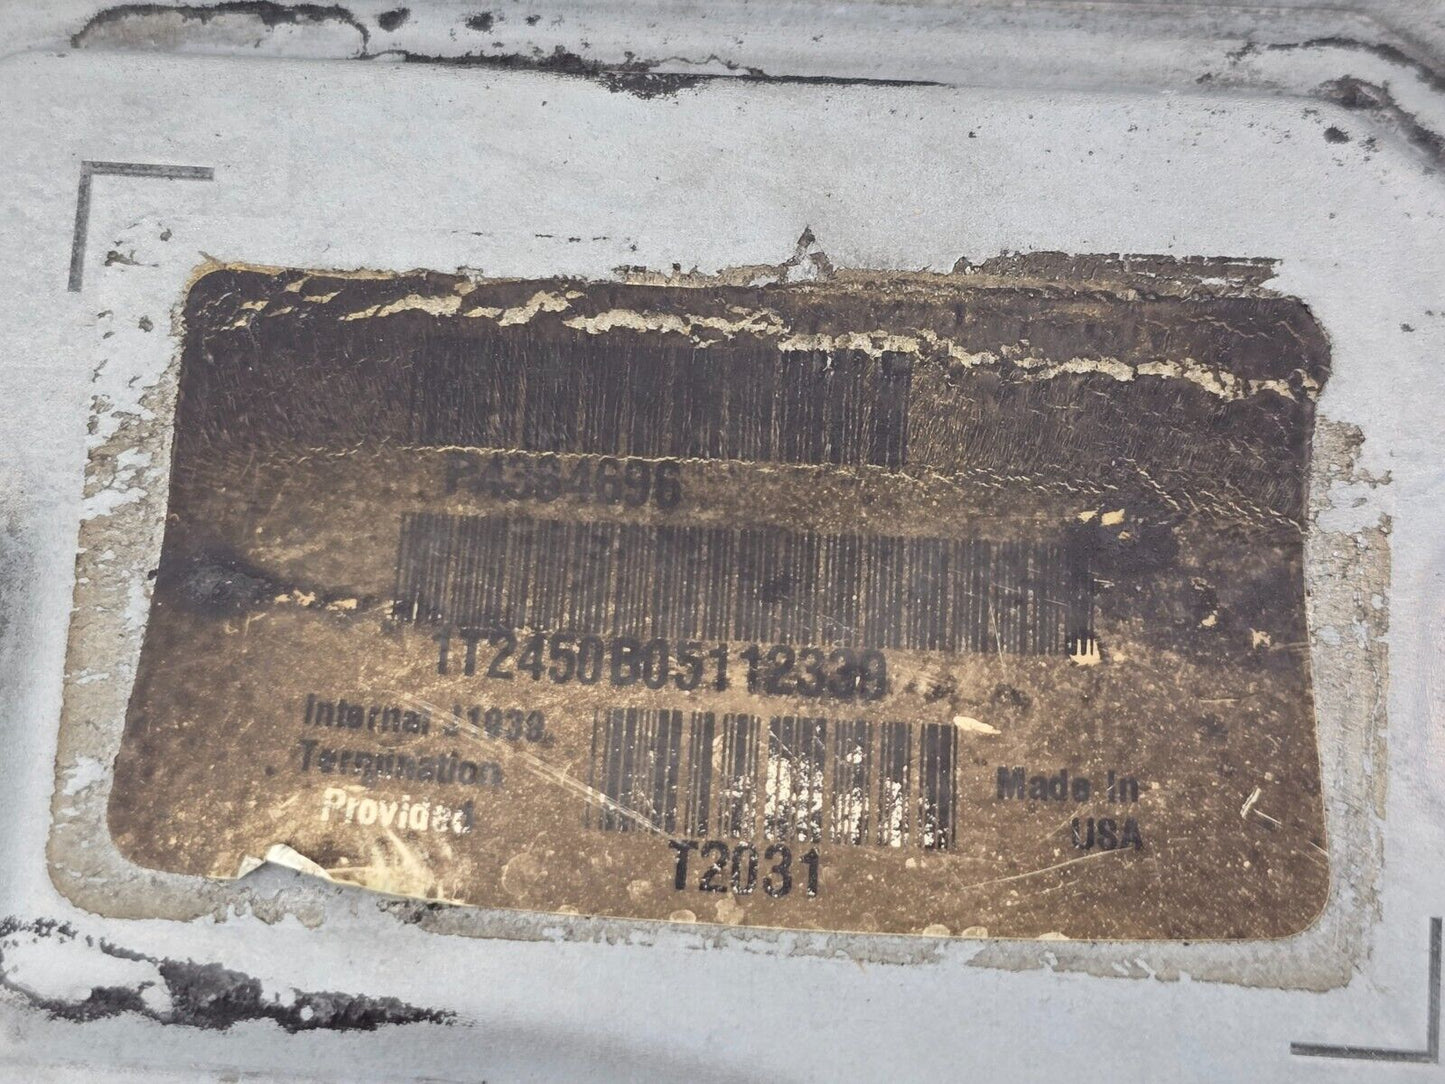 P4384696
1T2450B05112339
Internal J1939
Termination
Provided
Made In
USA
T2031